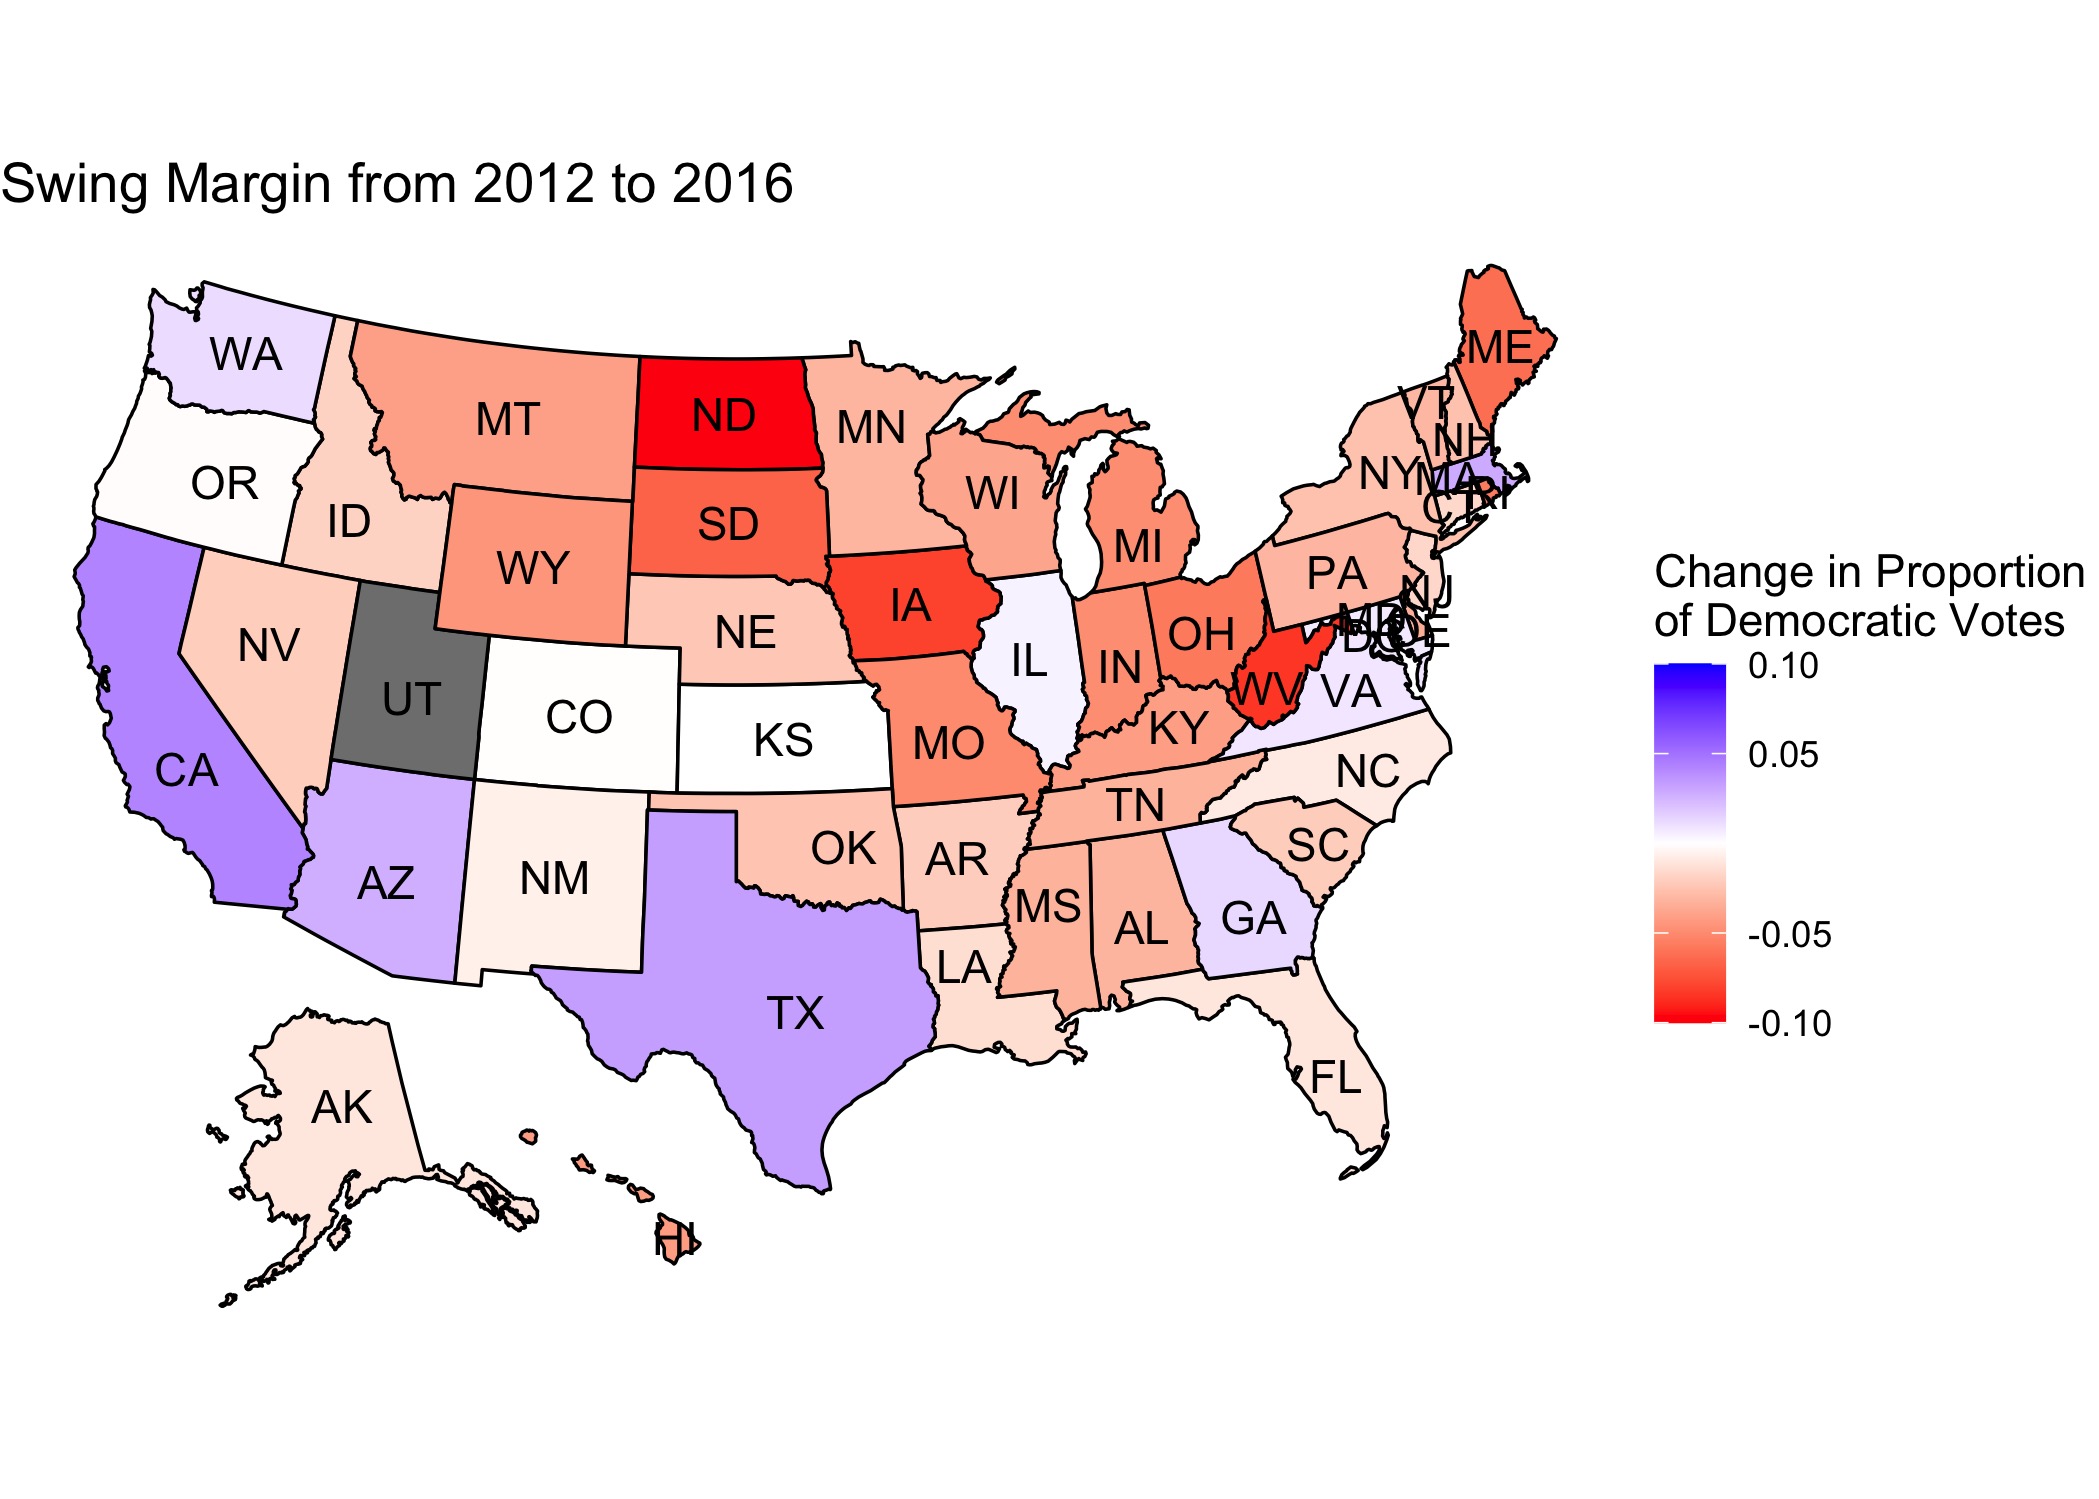 Swing Margin from 2012 to 2016
ME
WA
VT
MT
ND
MN
NH
OR
NY
MA
WI
RI
ID
SD
CT
MI
WY
PA
NJ
IA
MD
NV
NE
OH
DE
DC
IL
IN
UT
WV
VA
CO
KS
MO
KY
CA
NC
TN
OK
AR
SC
AZ
NM
MS
AL
GA
LA
TX
FL
AK
HI
Change in Proportion
of Democratic Votes
0.10
0.05
-0.05
-0.10